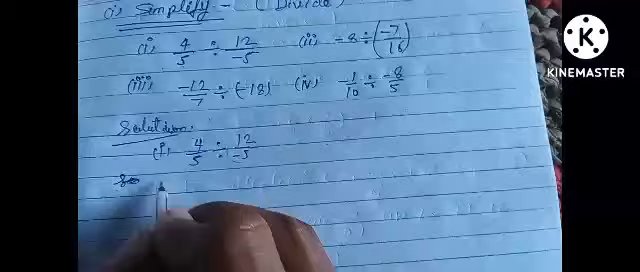 (i) Simplify - (Divide)
(i) 4/5 ÷ 12/-5 (ii) -8 ÷ (-7/16)
(iii) -12/7 ÷ (-18) (iv) -1/10 ÷ -8/5
Solution:
(i) 4/5 ÷ 12/-5
KINEMASTER